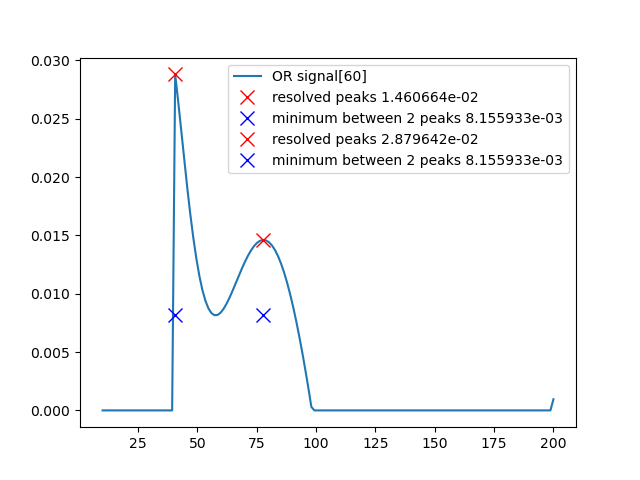 OR signal[60]
resolved peaks 1.460664e-02
minimum between 2 peaks 8.155933e-03
resolved peaks 2.879642e-02
minimum between 2 peaks 8.155933e-03
0.030
0.025
0.020
0.015
0.010
0.005
0.000
25 50 75 100 125 150 175 200